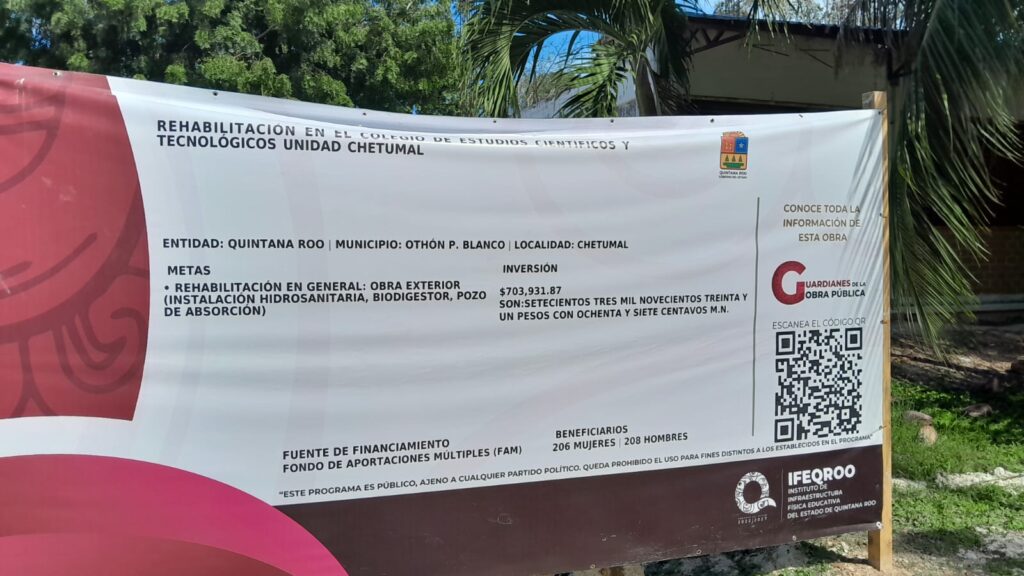 REHABILITACIÓN EN EL COLEGIO DE ESTUDIOS CIENTÍFICOS Y
TECNOLÓGICOS UNIDAD CHETUMAL
QUINTANA ROO
ENTIDAD: QUINTANA ROO | MUNICIPIO: OTHÓN P. BLANCO | LOCALIDAD: CHETUMAL
METAS
• REHABILITACIÓN EN GENERAL: OBRA EXTERIOR
(INSTALACIÓN HIDROSANITARIA, BIODIGESTOR, POZO
DE ABSORCIÓN)
INVERSIÓN
$703,931.87
SON:SETECIENTOS TRES MIL NOVECIENTOS TREINTA Y
UN PESOS CON OCHENTA Y SIETE CENTAVOS M.N.
CONOCE TODA LA
INFORMACIÓN DE
ESTA OBRA
GUARDIANES DE LA
OBRA PÚBLICA
ESCANEA EL CÓDIGO QR
FUENTE DE FINANCIAMIENTO
FONDO DE APORTACIONES MÚLTIPLES (FAM)
BENEFICIARIOS
206 MUJERES | 208 HOMBRES
"ESTE PROGRAMA ES PÚBLICO, AJENO A CUALQUIER PARTIDO POLÍTICO. QUEDA PROHIBIDO EL USO PARA FINES DISTINTOS A LOS ESTABLECIDOS EN EL PROGRAMA"
IFEQROO
INSTITUTO DE
INFRAESTRUCTURA
FÍSICA EDUCATIVA
DEL ESTADO DE QUINTANA ROO